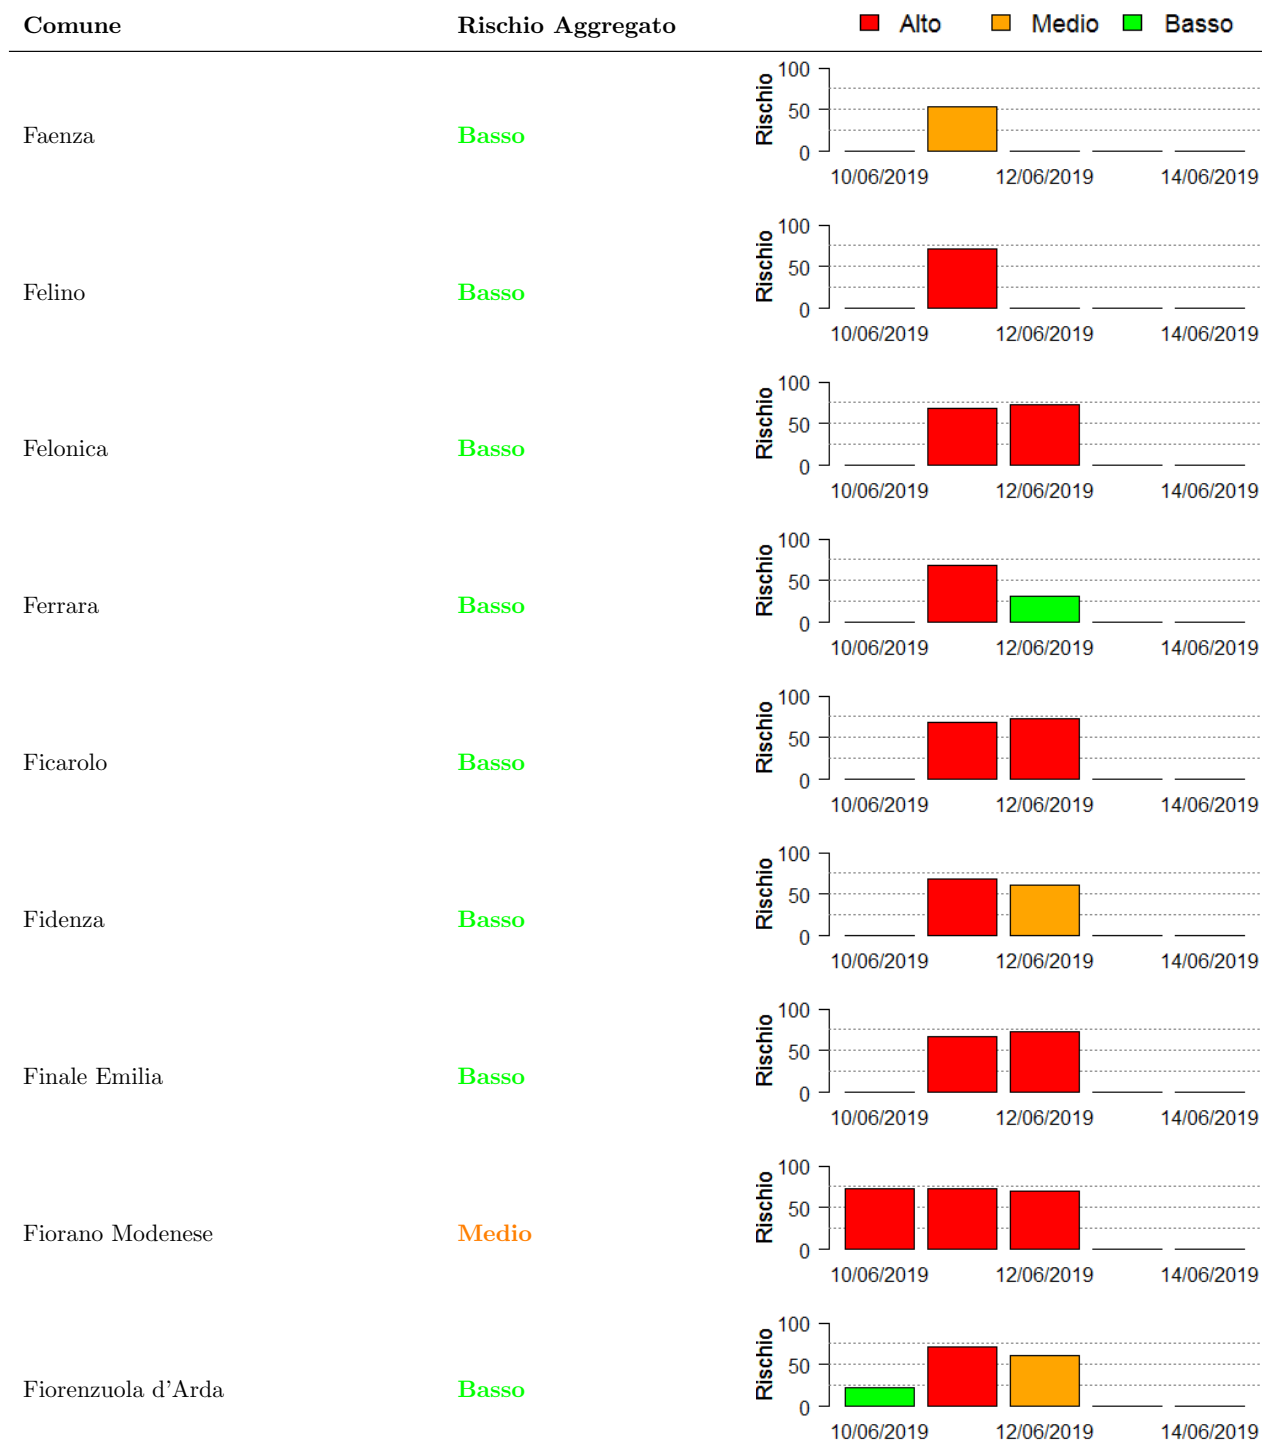 Comune Rischio Aggregato Alto Medio Basso
Faenza Basso
Rischio
100
50
0
10/06/2019 12/06/2019 14/06/2019
Felino Basso
Rischio
100
50
0
10/06/2019 12/06/2019 14/06/2019
Felonica Basso
Rischio
100
50
0
10/06/2019 12/06/2019 14/06/2019
Ferrara Basso
Rischio
100
50
0
10/06/2019 12/06/2019 14/06/2019
Ficarolo Basso
Rischio
100
50
0
10/06/2019 12/06/2019 14/06/2019
Fidenza Basso
Rischio
100
50
0
10/06/2019 12/06/2019 14/06/2019
Finale Emilia Basso
Rischio
100
50
0
10/06/2019 12/06/2019 14/06/2019
Fiorano Modenese Medio
Rischio
100
50
0
10/06/2019 12/06/2019 14/06/2019
Fiorenzuola d'Arda Basso
Rischio
100
50
0
10/06/2019 12/06/2019 14/06/2019